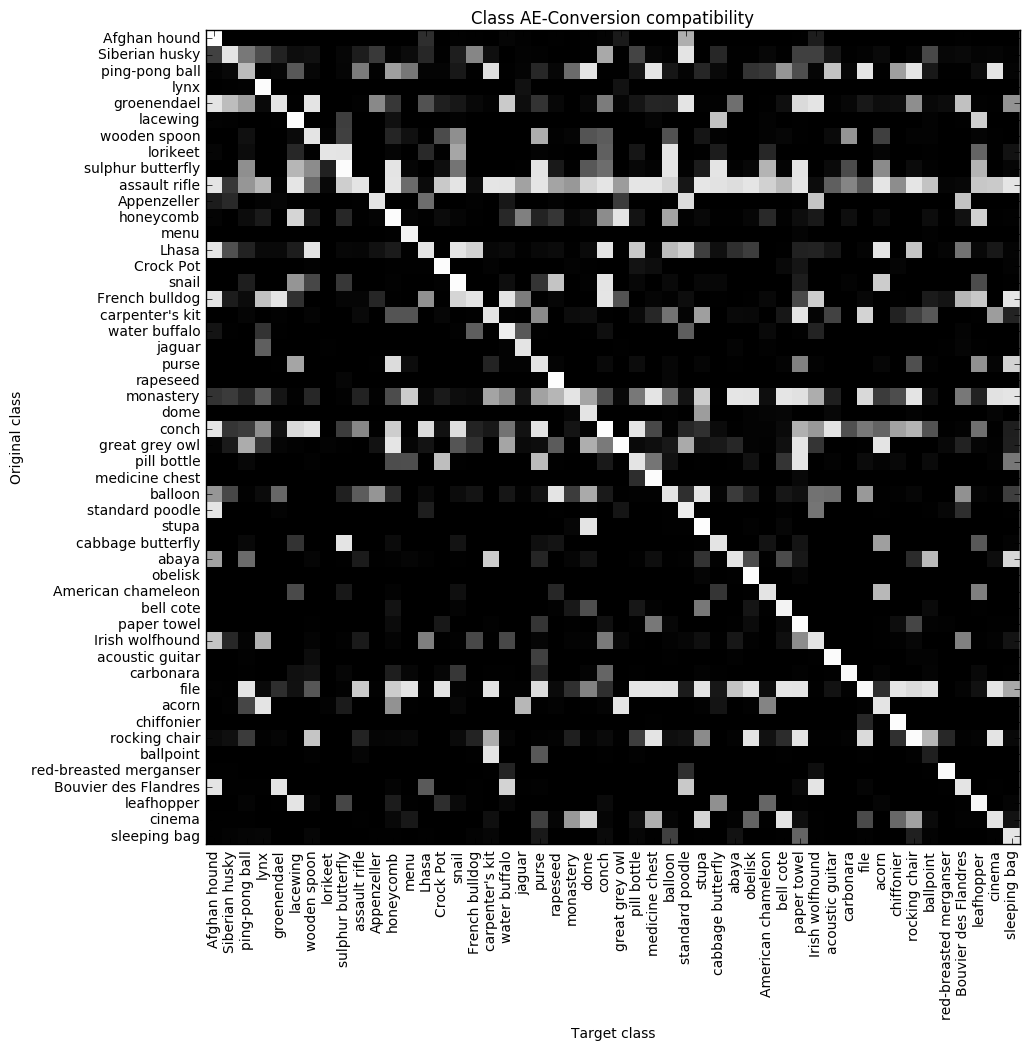 Class AE-Conversion compatibility
Original class
Afghan hound
Siberian husky
ping-pong ball
lynx
groenendael
lacewing
wooden spoon
lorikeet
sulphur butterfly
assault rifle
Appenzeller
honeycomb
menu
Lhasa
Crock Pot
snail
French bulldog
carpenter's kit
water buffalo
jaguar
purse
rapeseed
monastery
dome
conch
great grey owl
pill bottle
medicine chest
balloon
standard poodle
stupa
cabbage butterfly
abaya
obelisk
American chameleon
bell cote
paper towel
Irish wolfhound
acoustic guitar
carbonara
file
acorn
chiffonier
rocking chair
ballpoint
red-breasted merganser
Bouvier des Flandres
leafhopper
cinema
sleeping bag
Afghan hound
Siberian husky
ping-pong ball
lynx
groenendael
lacewing
wooden spoon
lorikeet
sulphur butterfly
assault rifle
Appenzeller
honeycomb
menu
Lhasa
Crock Pot
snail
French bulldog
carpenter's kit
water buffalo
jaguar
purse
rapeseed
monastery
dome
conch
great grey owl
pill bottle
medicine chest
balloon
standard poodle
stupa
cabbage butterfly
abaya
obelisk
American chameleon
bell cote
paper towel
Irish wolfhound
acoustic guitar
carbonara
file
acorn
chiffonier
rocking chair
ballpoint
red-breasted merganser
Bouvier des Flandres
leafhopper
cinema
sleeping bag
Target class